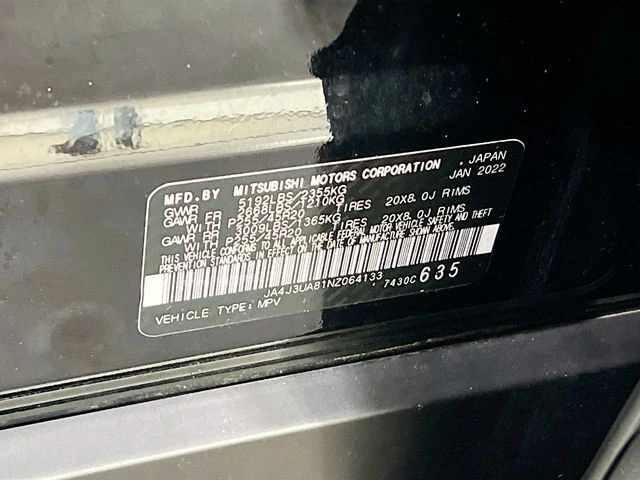 MFD. BY MITSUBISHI MOTORS CORPORATION . JAPAN
JAN 2022
GVWR 5192LBS/2355KG
GAWR FR 2668LBS/1210KG
WITH P255/45R20 TIRES 20X8.0J RIMS
GAWR RR 3009LBS/1365KG
WITH P255/45R20 TIRES 20X8.0J RIMS
THIS VEHICLE CONFORMS TO ALL APPLICABLE FEDERAL MOTOR VEHICLE SAFETY AND THEFT
PREVENTION STANDARDS IN EFFECT ON THE DATE OF MANUFACTURE SHOWN ABOVE.
JA4J3UA81NZ064133 7430C 635
VEHICLE TYPE: MPV